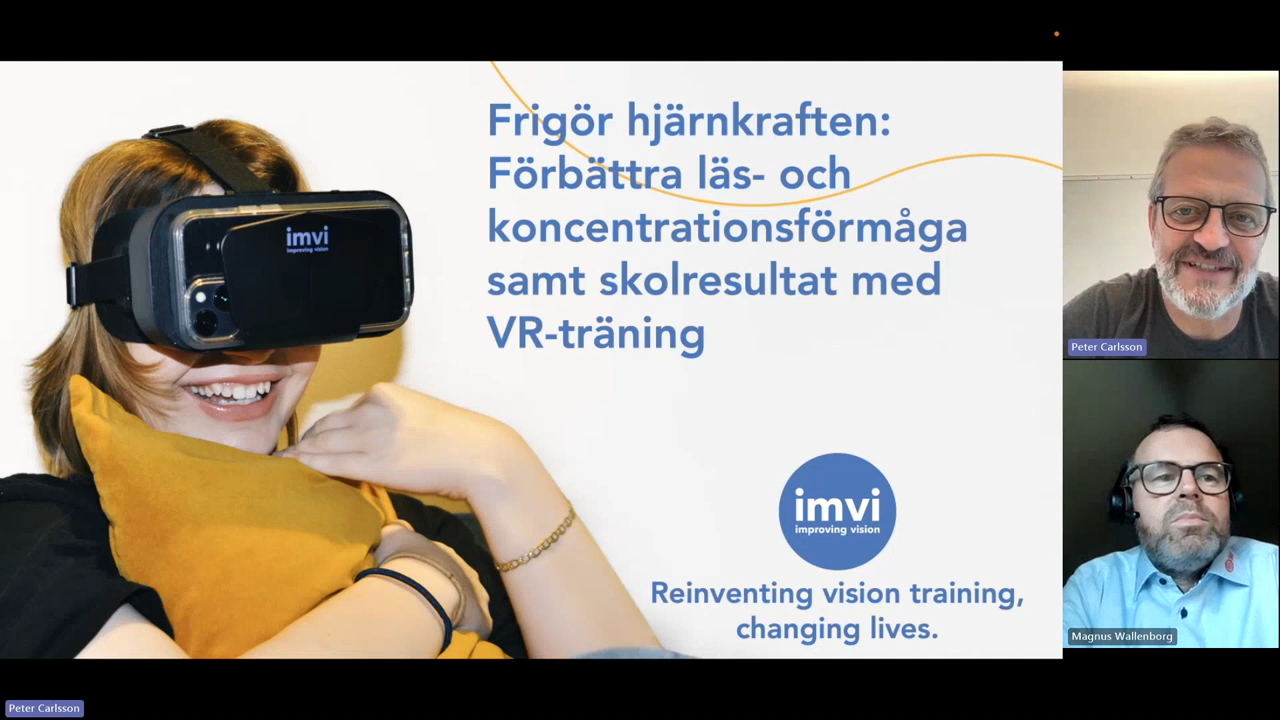 Frigör hjärnkraften:
Förbättra läs- och
koncentrationsförmåga
samt skolresultat med
VR-träning
imvi
improving vision
imvi
improving vision
Reinventing vision training,
changing lives.
Peter Carlsson
Magnus Wallenborg
Peter Carlsson